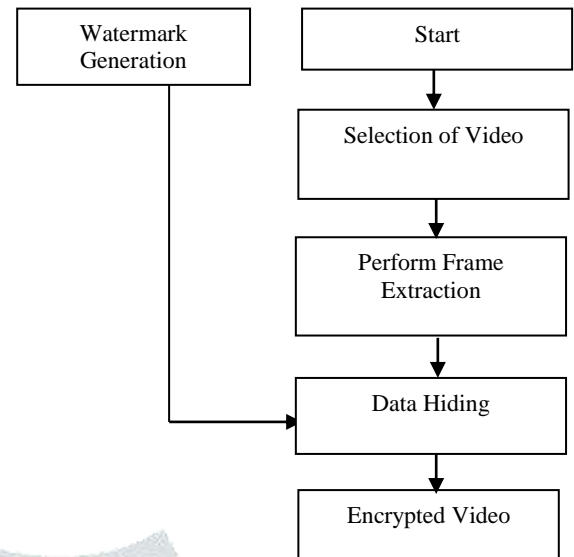 Watermark
Generation
Start
Selection of Video
Perform Frame
Extraction
Data Hiding
Encrypted Video